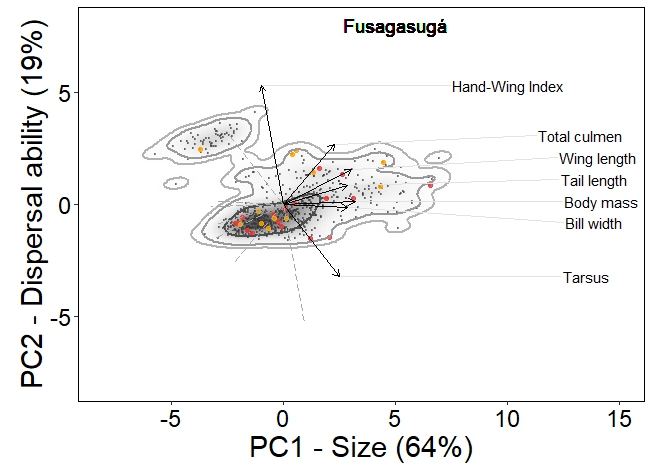 Fusagasugá
PC2 - Dispersal ability (19%)
5
0
-5
Hand-Wing Index
Total culmen
Wing length
Tail length
Body mass
Bill width
Tarsus
-5 0 5 10 15
PC1 - Size (64%)